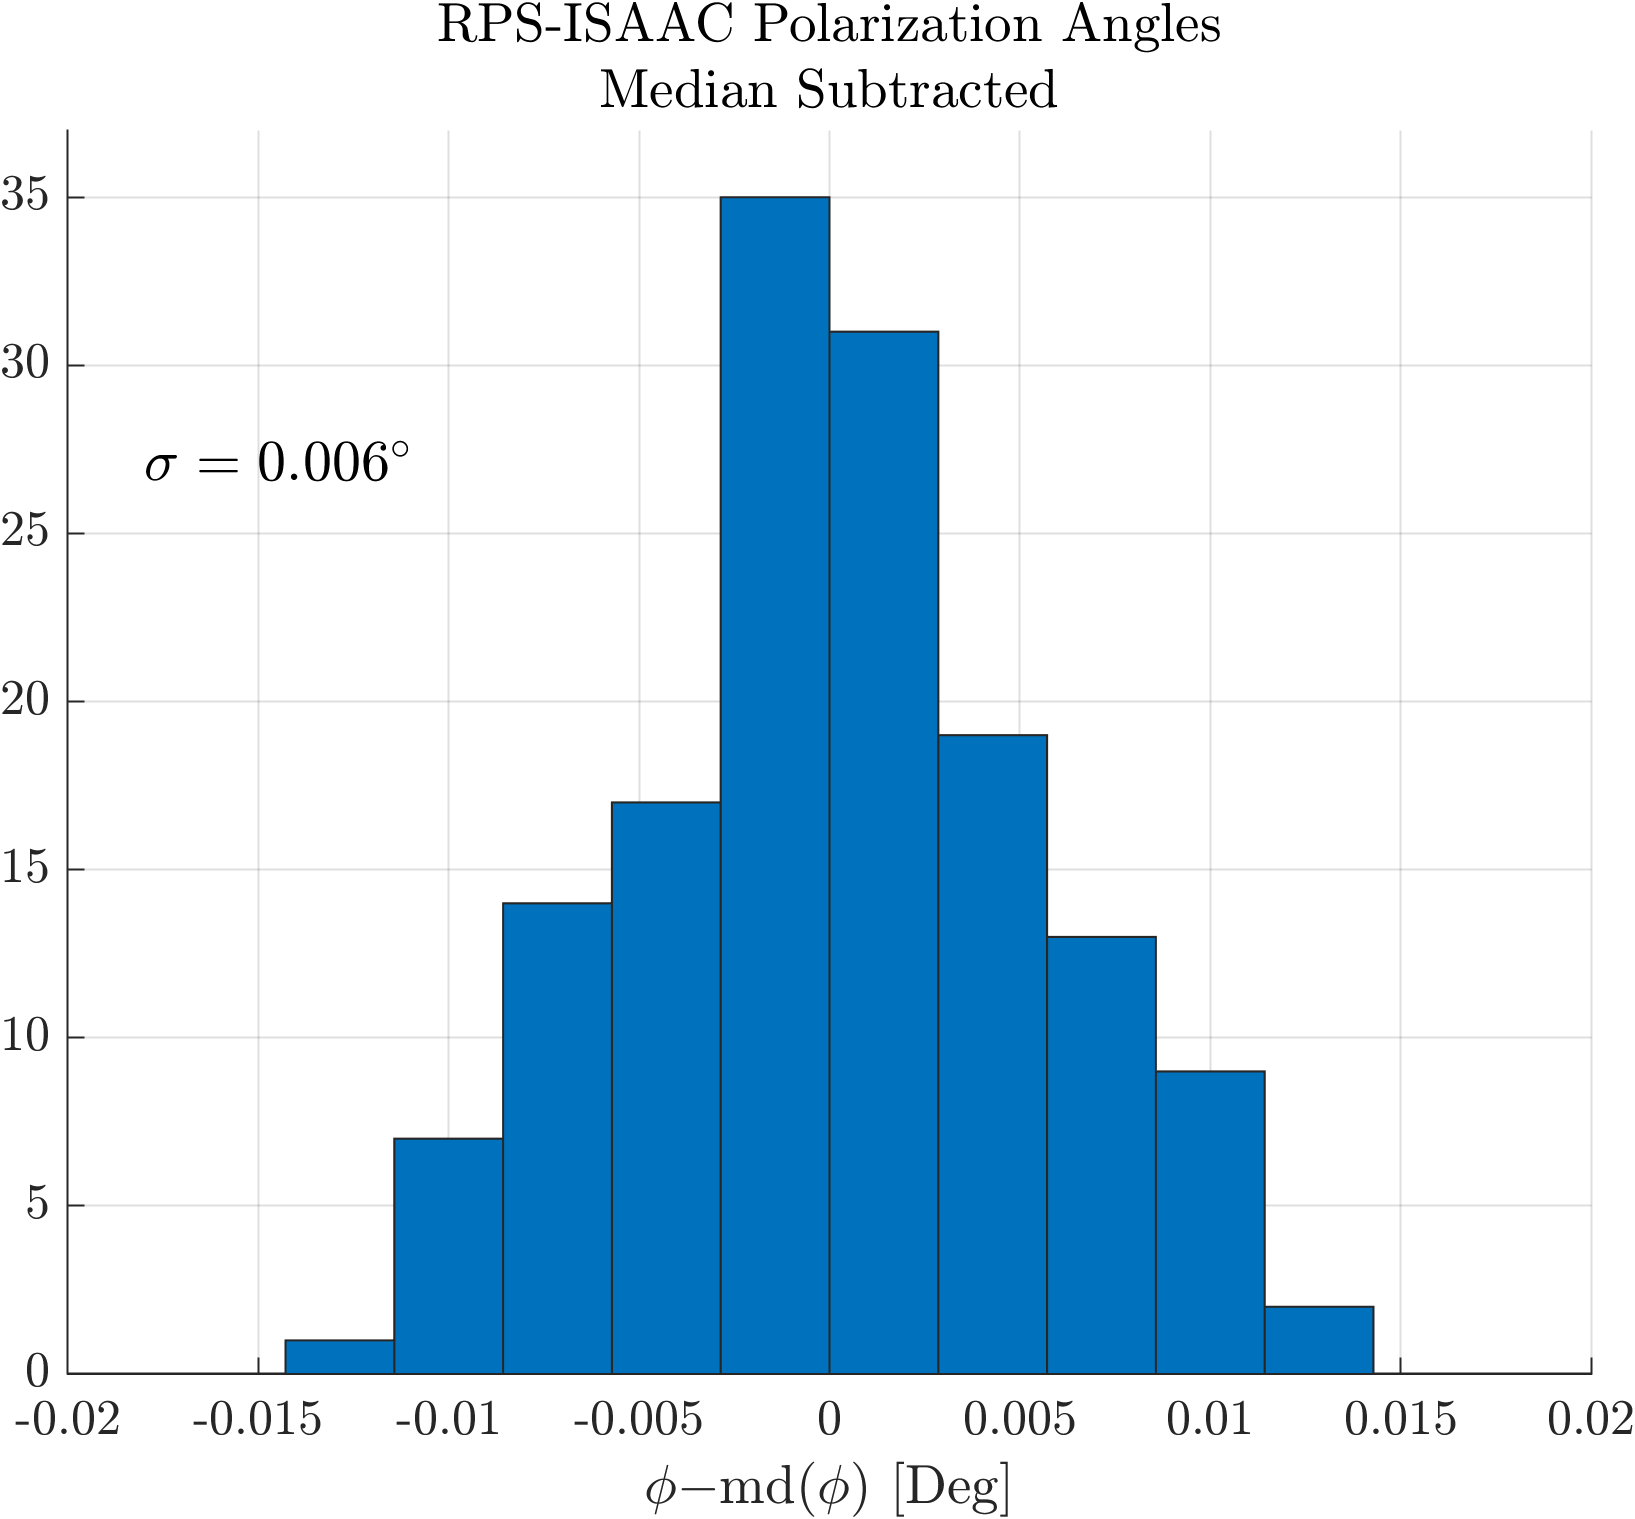 RPS-ISAAC Polarization Angles
Median Subtracted
35
30
σ = 0.006°
25
20
15
10
5
0
-0.02 -0.015 -0.01 -0.005 0 0.005 0.01 0.015 0.02
ϕ−md(ϕ) [Deg]